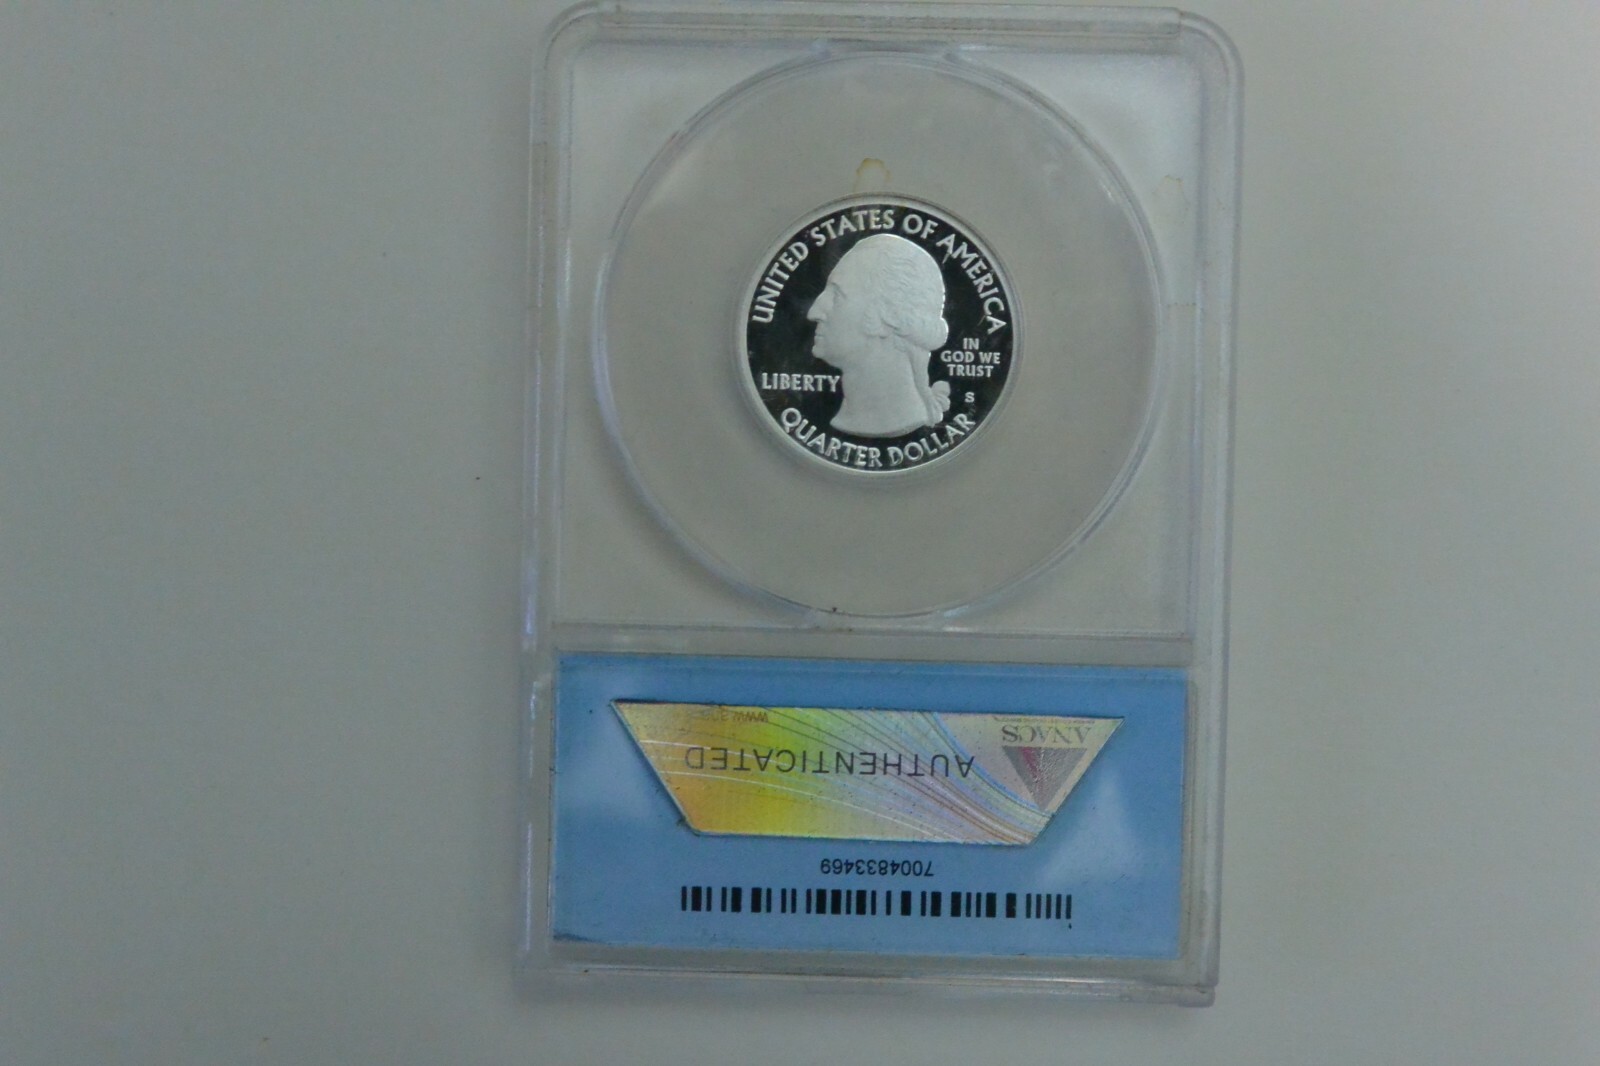 UNITED STATES OF AMERICA
IN
GOD WE
TRUST
LIBERTY
S
QUARTER DOLLAR
ANACS
AUTHENTICATED
7004833469